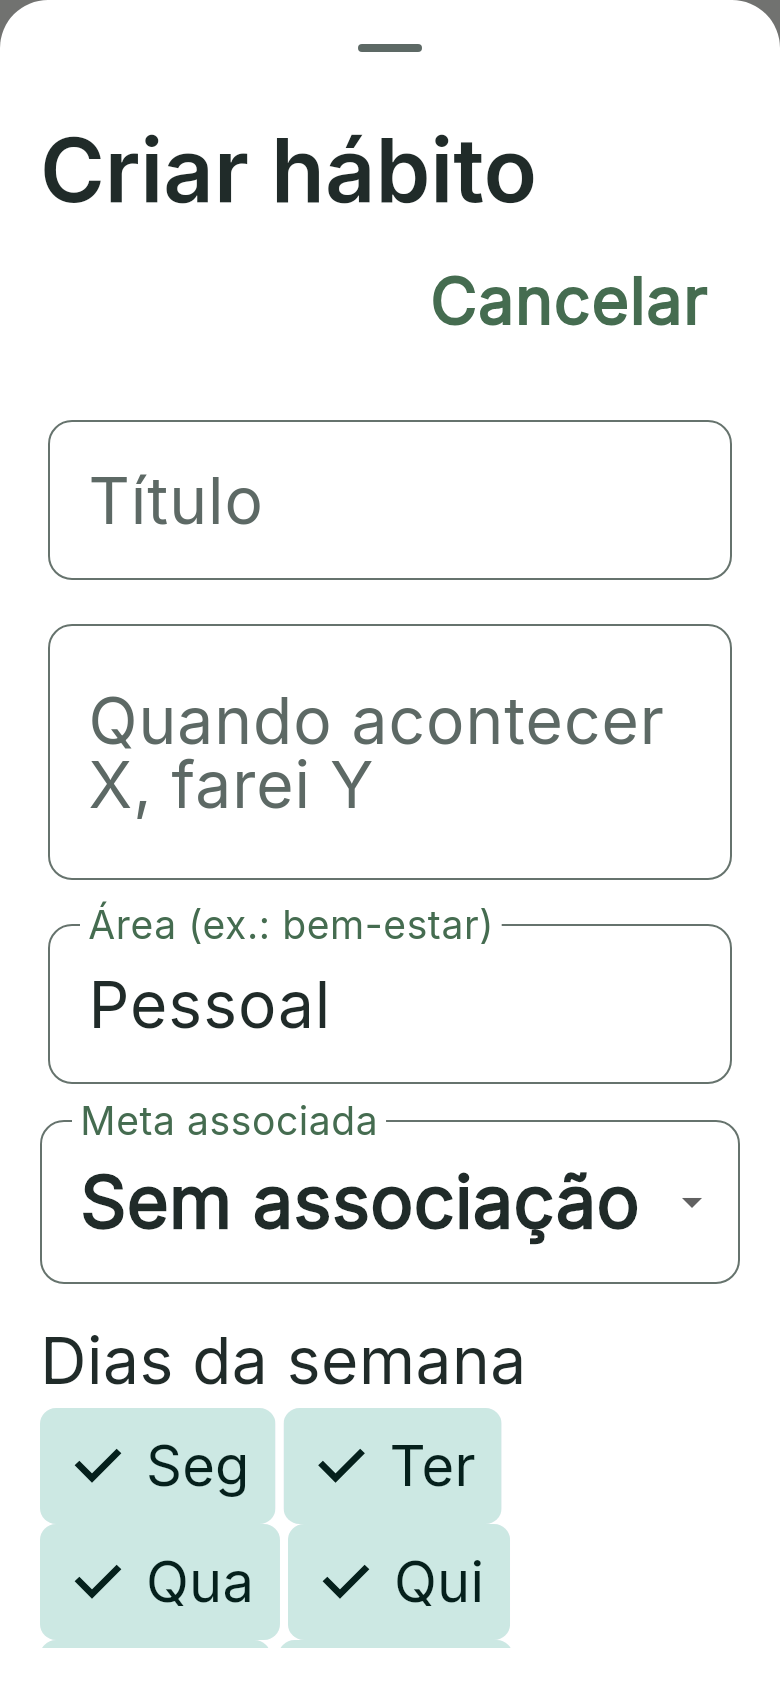 Criar hábito
Cancelar
Título
Quando acontecer
X, farei Y
Área (ex.: bem-estar)
Pessoal
Meta associada
Sem associação
Dias da semana
Seg
Ter
Qua
Qui